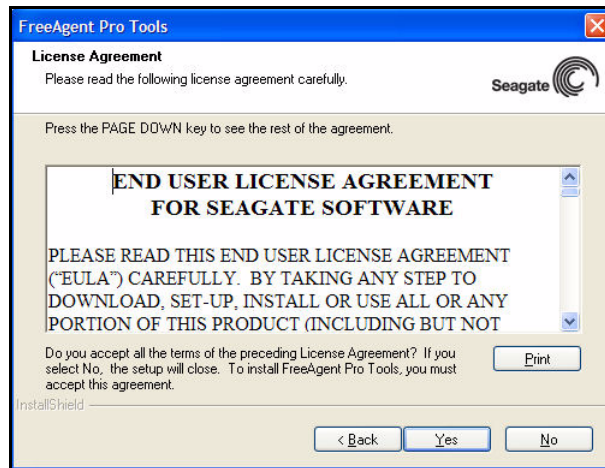 FreeAgent Pro Tools
License Agreement
Please read the following license agreement carefully.
Seagate
Press the PAGE DOWN key to see the rest of the agreement.
END USER LICENSE AGREEMENT
FOR SEAGATE SOFTWARE
PLEASE READ THIS END USER LICENSE AGREEMENT
(“EULA”) CAREFULLY.  BY TAKING ANY STEP TO
DOWNLOAD, SET-UP, INSTALL OR USE ALL OR ANY
PORTION OF THIS PRODUCT (INCLUDING BUT NOT
Do you accept all the terms of the preceding License Agreement?  If you
select No,  the setup will close.  To install FreeAgent Pro Tools, you must
accept this agreement.
Print
InstallShield
< Back
Yes
No